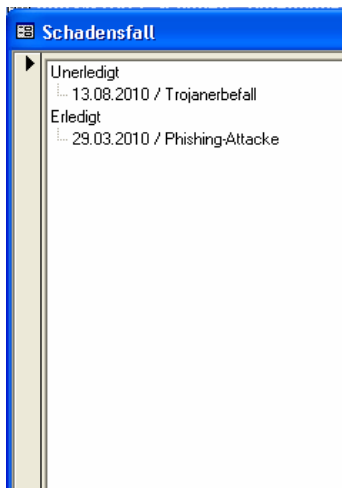 Schadensfall
Unerledigt
13.08.2010 / Trojanerbefall
Erledigt
29.03.2010 / Phishing-Attacke